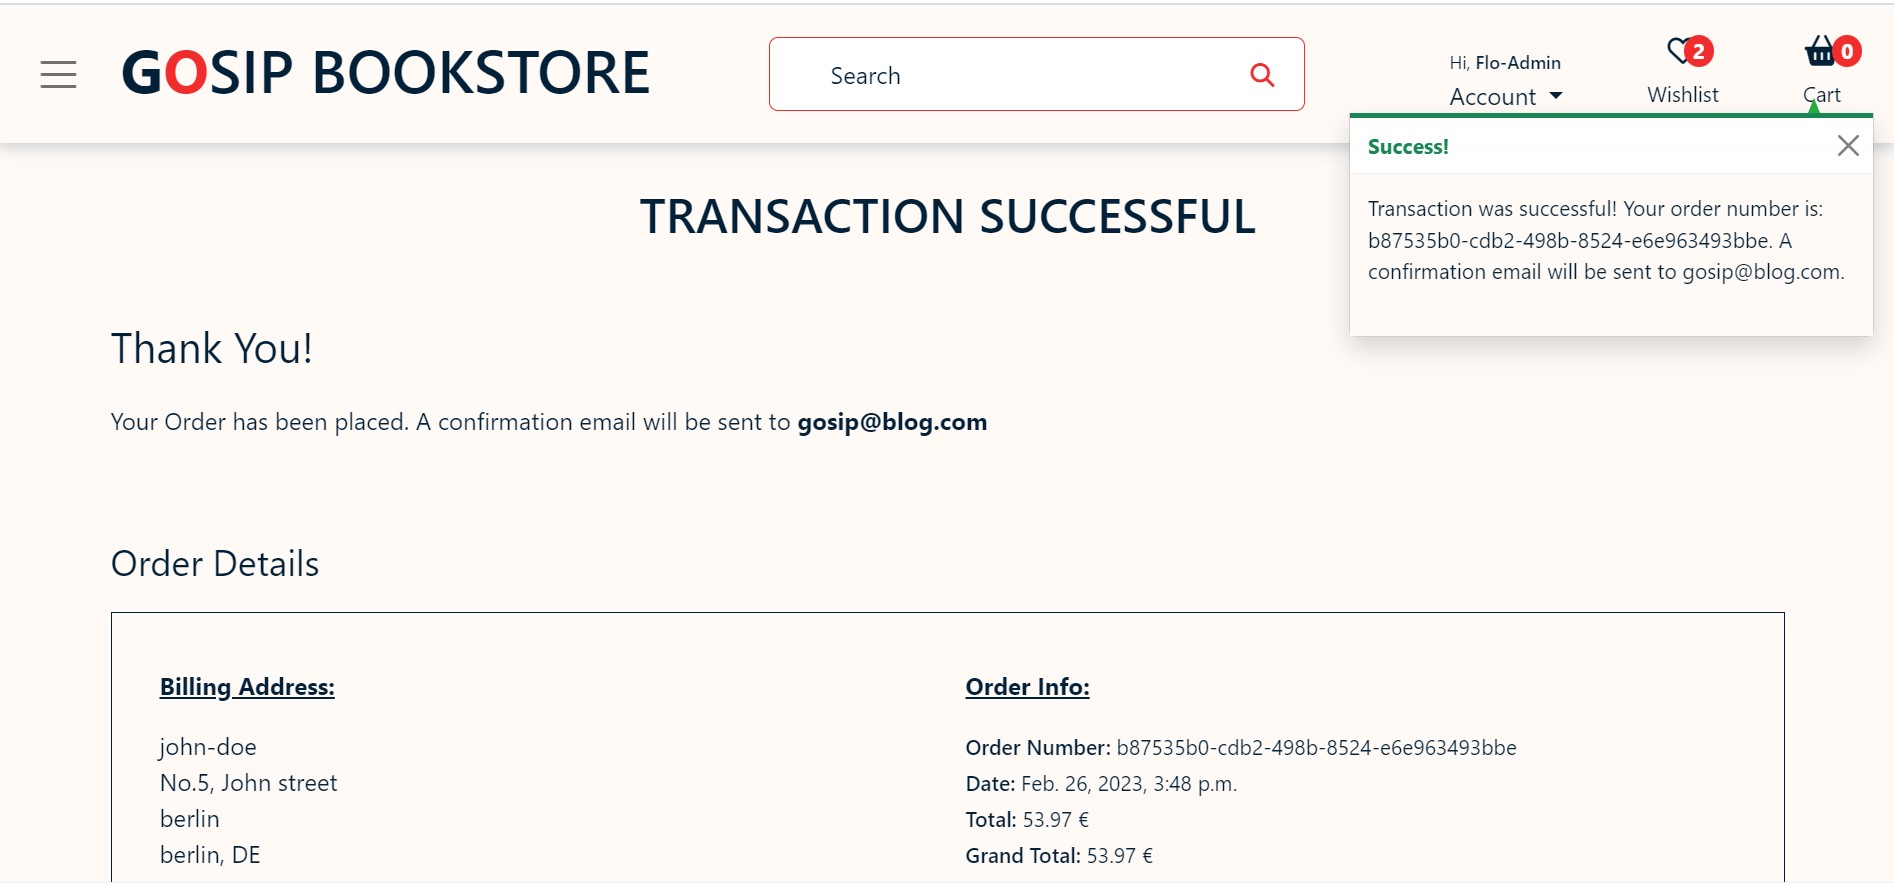 GOSIP BOOKSTORE
Search
Hi, Flo-Admin
Account
2
Wishlist
0
Cart
Success!
Transaction was successful! Your order number is:
b87535b0-cdb2-498b-8524-e6e963493bbe. A
confirmation email will be sent to gosip@blog.com.
TRANSACTION SUCCESSFUL
Thank You!
Your Order has been placed. A confirmation email will be sent to gosip@blog.com
Order Details
Billing Address:
john-doe
No.5, John street
berlin
berlin, DE
Order Info:
Order Number: b87535b0-cdb2-498b-8524-e6e963493bbe
Date: Feb. 26, 2023, 3:48 p.m.
Total: 53.97 €
Grand Total: 53.97 €